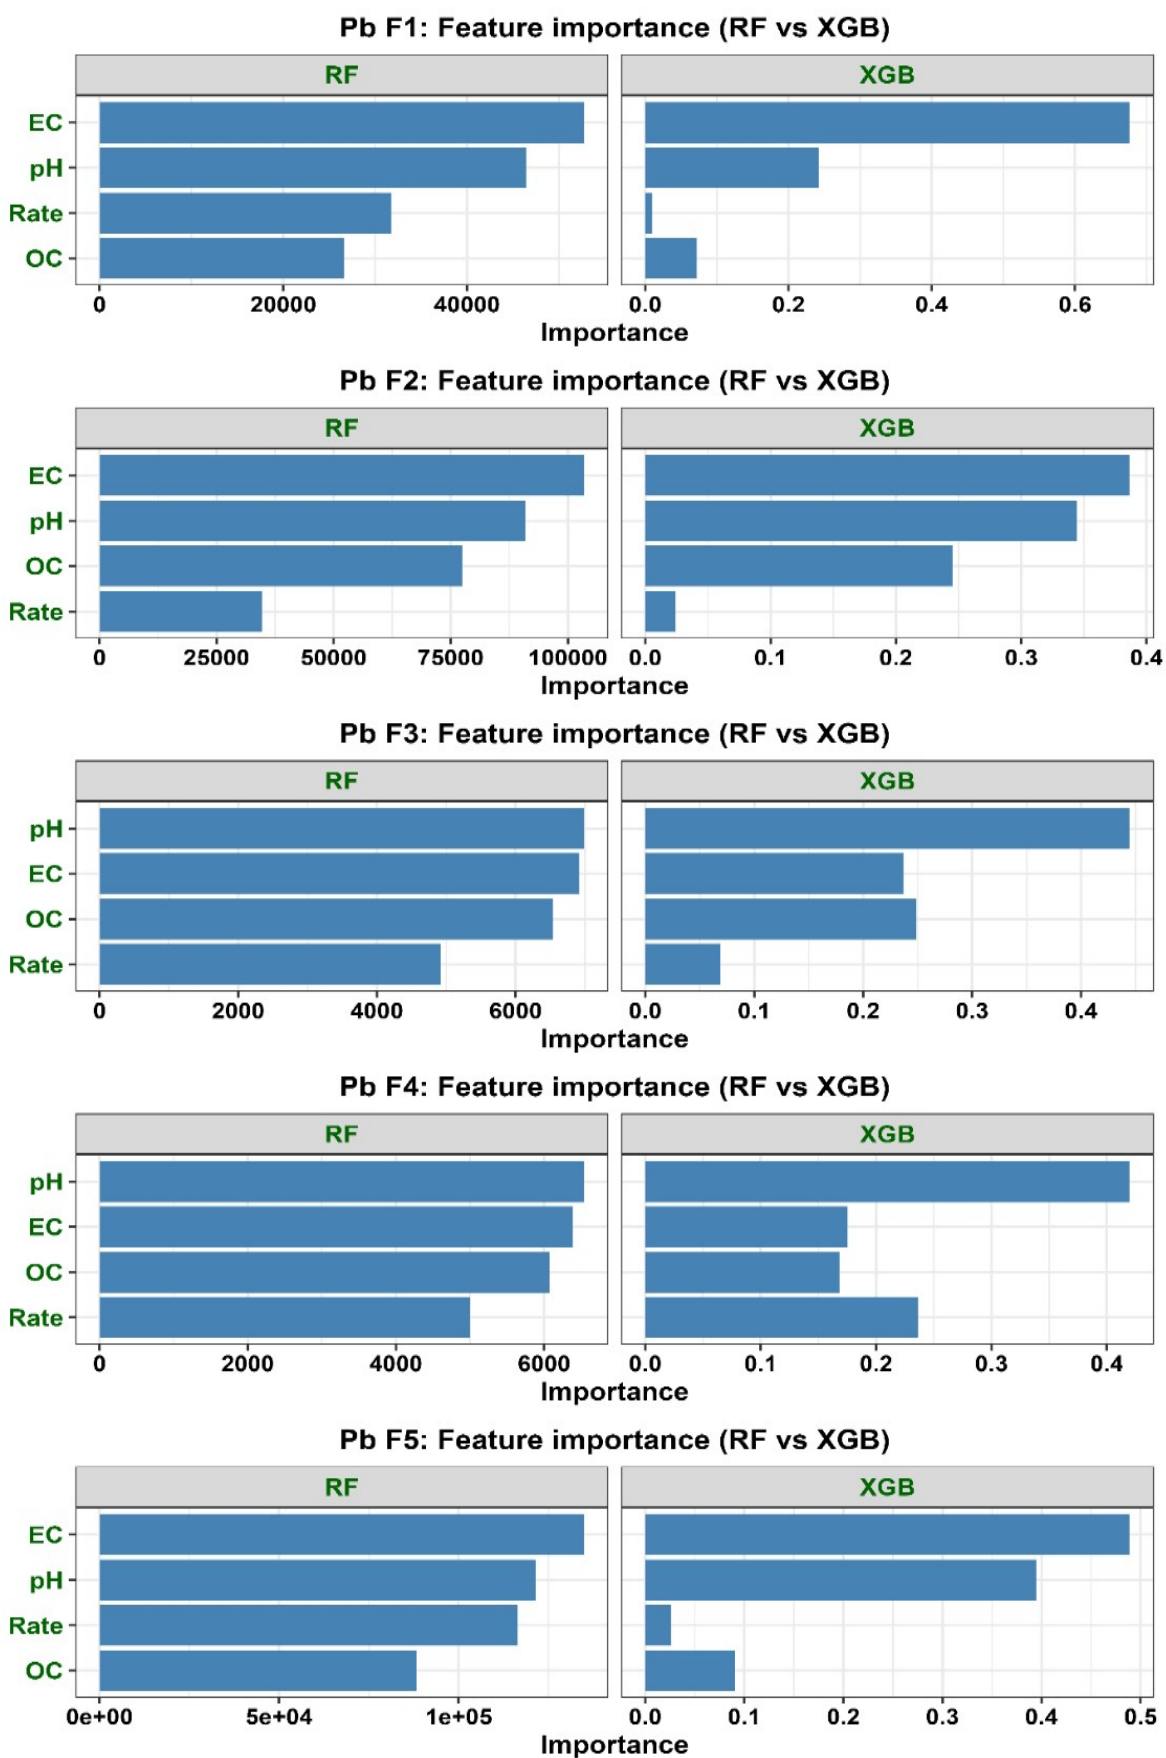 Pb F1: Feature importance (RF vs XGB)
RF XGB
EC
pH
Rate
OC
0 20000 40000 0.0 0.2 0.4 0.6
Importance
Pb F2: Feature importance (RF vs XGB)
RF XGB
EC
pH
OC
Rate
0 25000 50000 75000 100000 0.0 0.1 0.2 0.3 0.4
Importance
Pb F3: Feature importance (RF vs XGB)
RF XGB
pH
EC
OC
Rate
0 2000 4000 6000 0.0 0.1 0.2 0.3 0.4
Importance
Pb F4: Feature importance (RF vs XGB)
RF XGB
pH
EC
OC
Rate
0 2000 4000 6000 0.0 0.1 0.2 0.3 0.4
Importance
Pb F5: Feature importance (RF vs XGB)
RF XGB
EC
pH
Rate
OC
0e+00 5e+04 1e+05 0.0 0.1 0.2 0.3 0.4 0.5
Importance